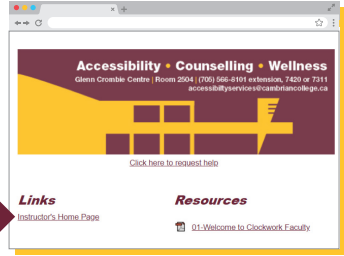 Accessibility • Counselling • Wellness
Glenn Crombie Centre | Room 2504 | (705) 566-8101 extension, 7420 or 7311
accessibiltyservices@cambriancollege.ca
Click here to request help
Links
Resources
Instructor's Home Page
01-Welcome to Clockwork Faculty